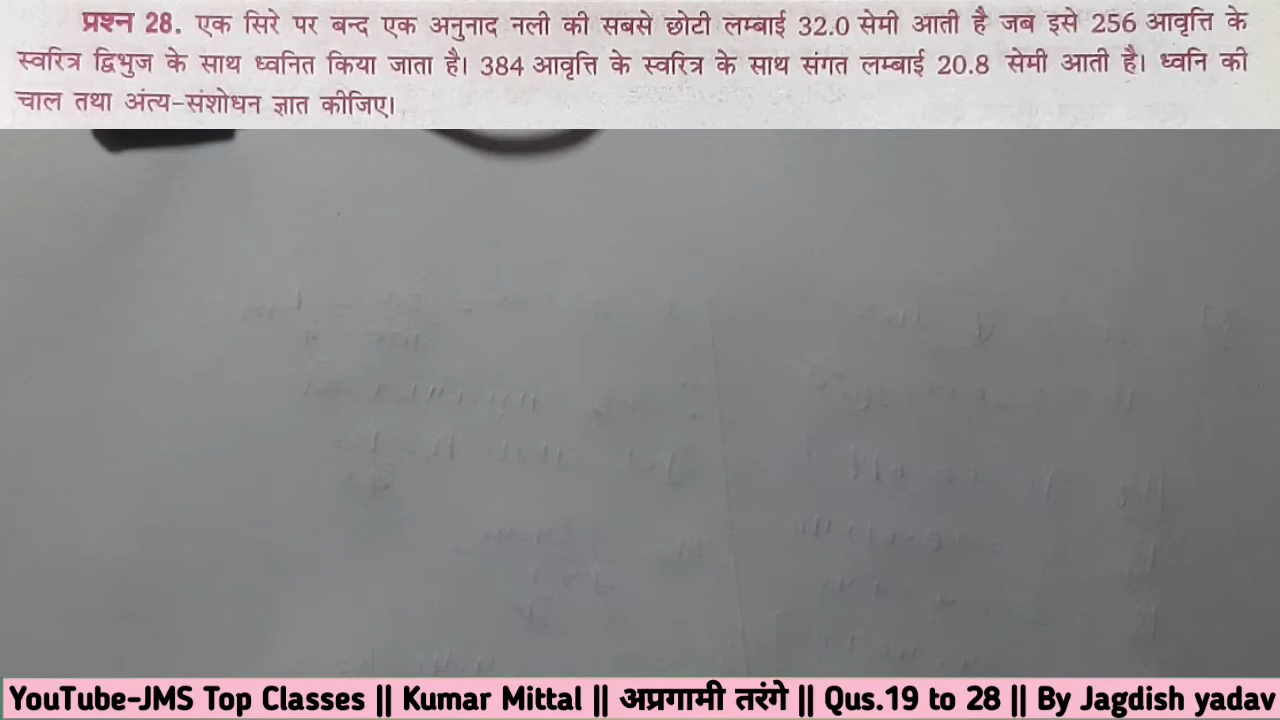 प्रश्न 28. एक सिरे पर बन्द एक अनुनाद नली की सबसे छोटी लम्बाई 32.0 सेमी आती है जब इसे 256 आवृत्ति के
स्वरित्र द्विभुज के साथ ध्वनित किया जाता है। 384 आवृत्ति के स्वरित्र के साथ संगत लम्बाई 20.8 सेमी आती है। ध्वनि की
चाल तथा अंत्य-संशोधन ज्ञात कीजिए।
YouTube-JMS Top Classes || Kumar Mittal || अप्रगामी तरंगे || Qus.19 to 28 || By Jagdish yadav